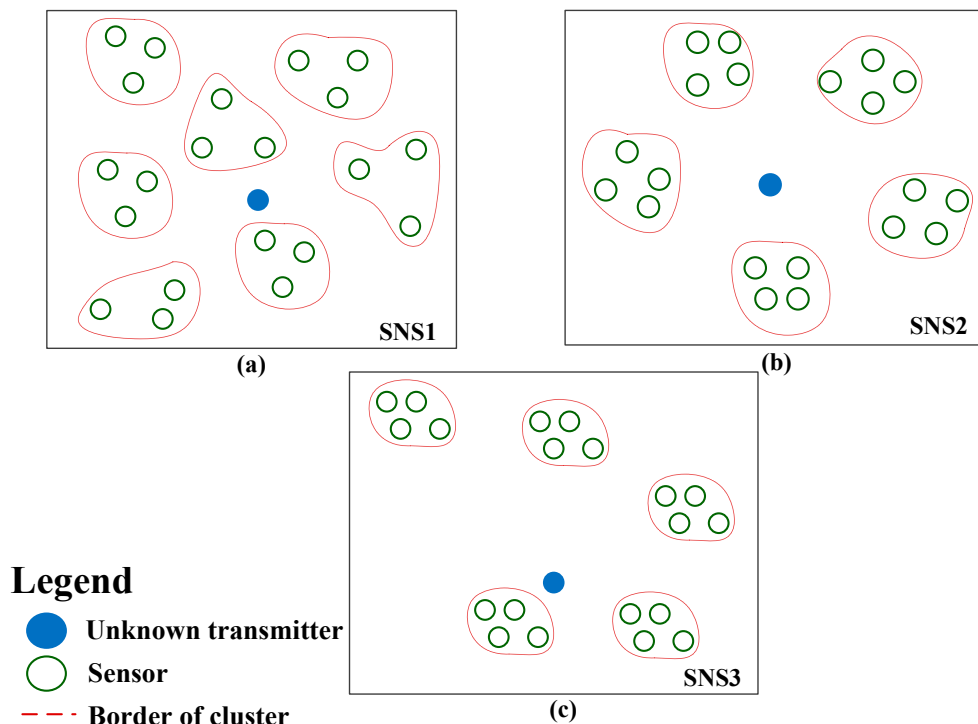 SNS1
(a)
SNS2
(b)
SNS3
(c)
Legend
Unknown transmitter
Sensor
Border of cluster